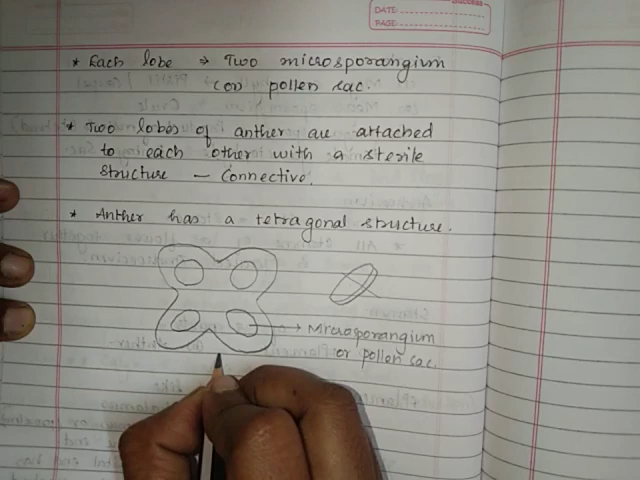 Success
DATE
PAGE
* Each lobe → Two microsporangium
(or) pollen sac.
* Two lobes of anther are attached
to each other with a sterile
structure – Connective.
* Anther has a tetragonal structure.
→ Microsporangium
or pollen sac.